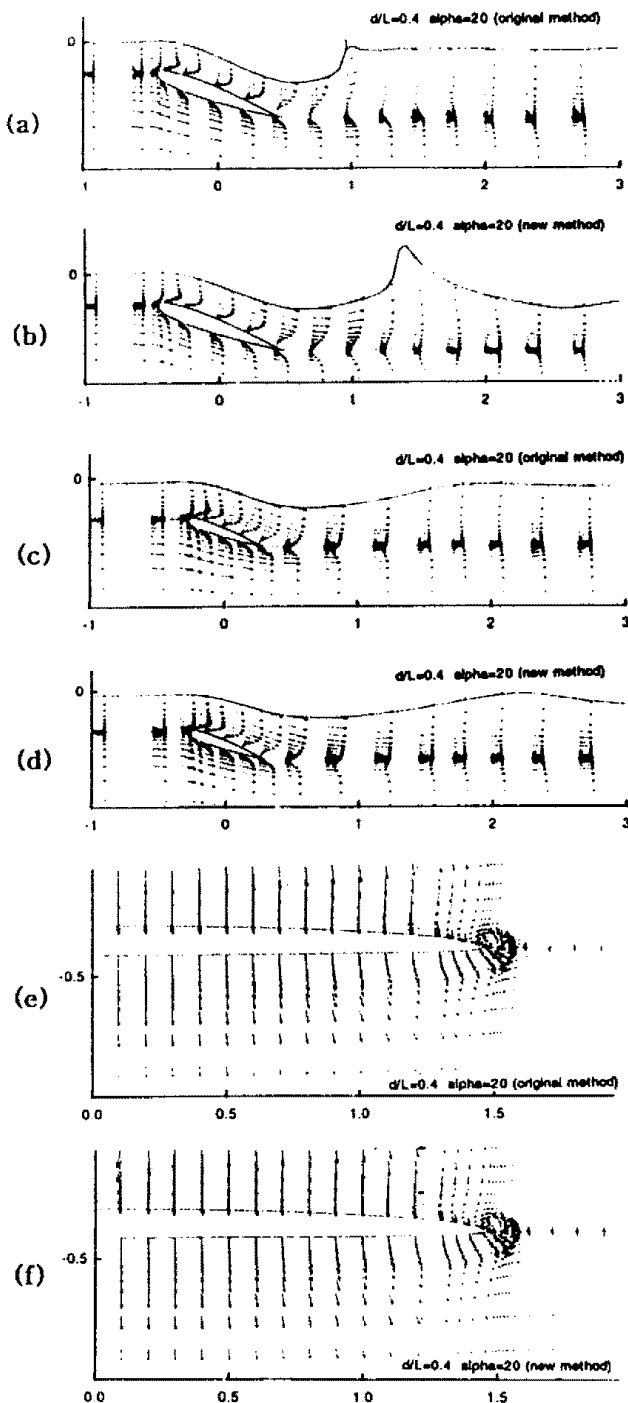 d/L=0.4 alpha=20 (original method)
0
(a)
1 0 1 2 3
d/L=0.4 alpha=20 (new method)
0
(b)
-1 0 1 2 3
d/L=0.4 alpha=20 (original method)
0
(c)
-1 0 1 2 3
d/L=0.4 alpha=20 (new method)
0
(d)
-1 0 1 2 3
(e)
-0.5
d/L=0.4 alpha=20 (original method)
0.0 0.5 1.0 1.5
(f)
-0.5
d/L=0.4 alpha=20 (new method)
0.0 0.5 1.0 1.5